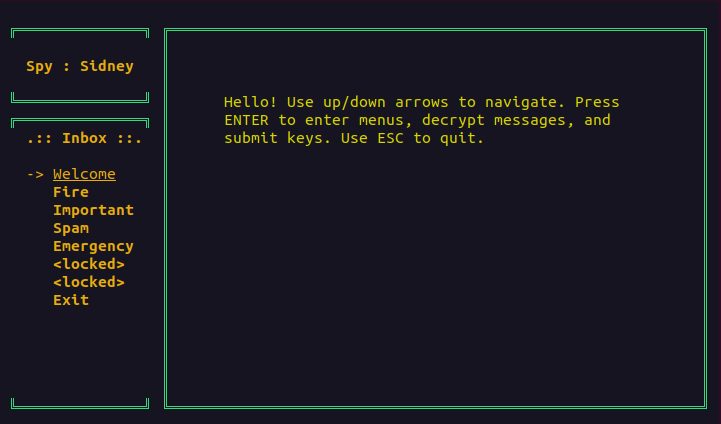 Spy : Sidney
.:: Inbox ::.
-> Welcome
Fire
Important
Spam
Emergency
<locked>
<locked>
Exit
Hello! Use up/down arrows to navigate. Press
ENTER to enter menus, decrypt messages, and
submit keys. Use ESC to quit.